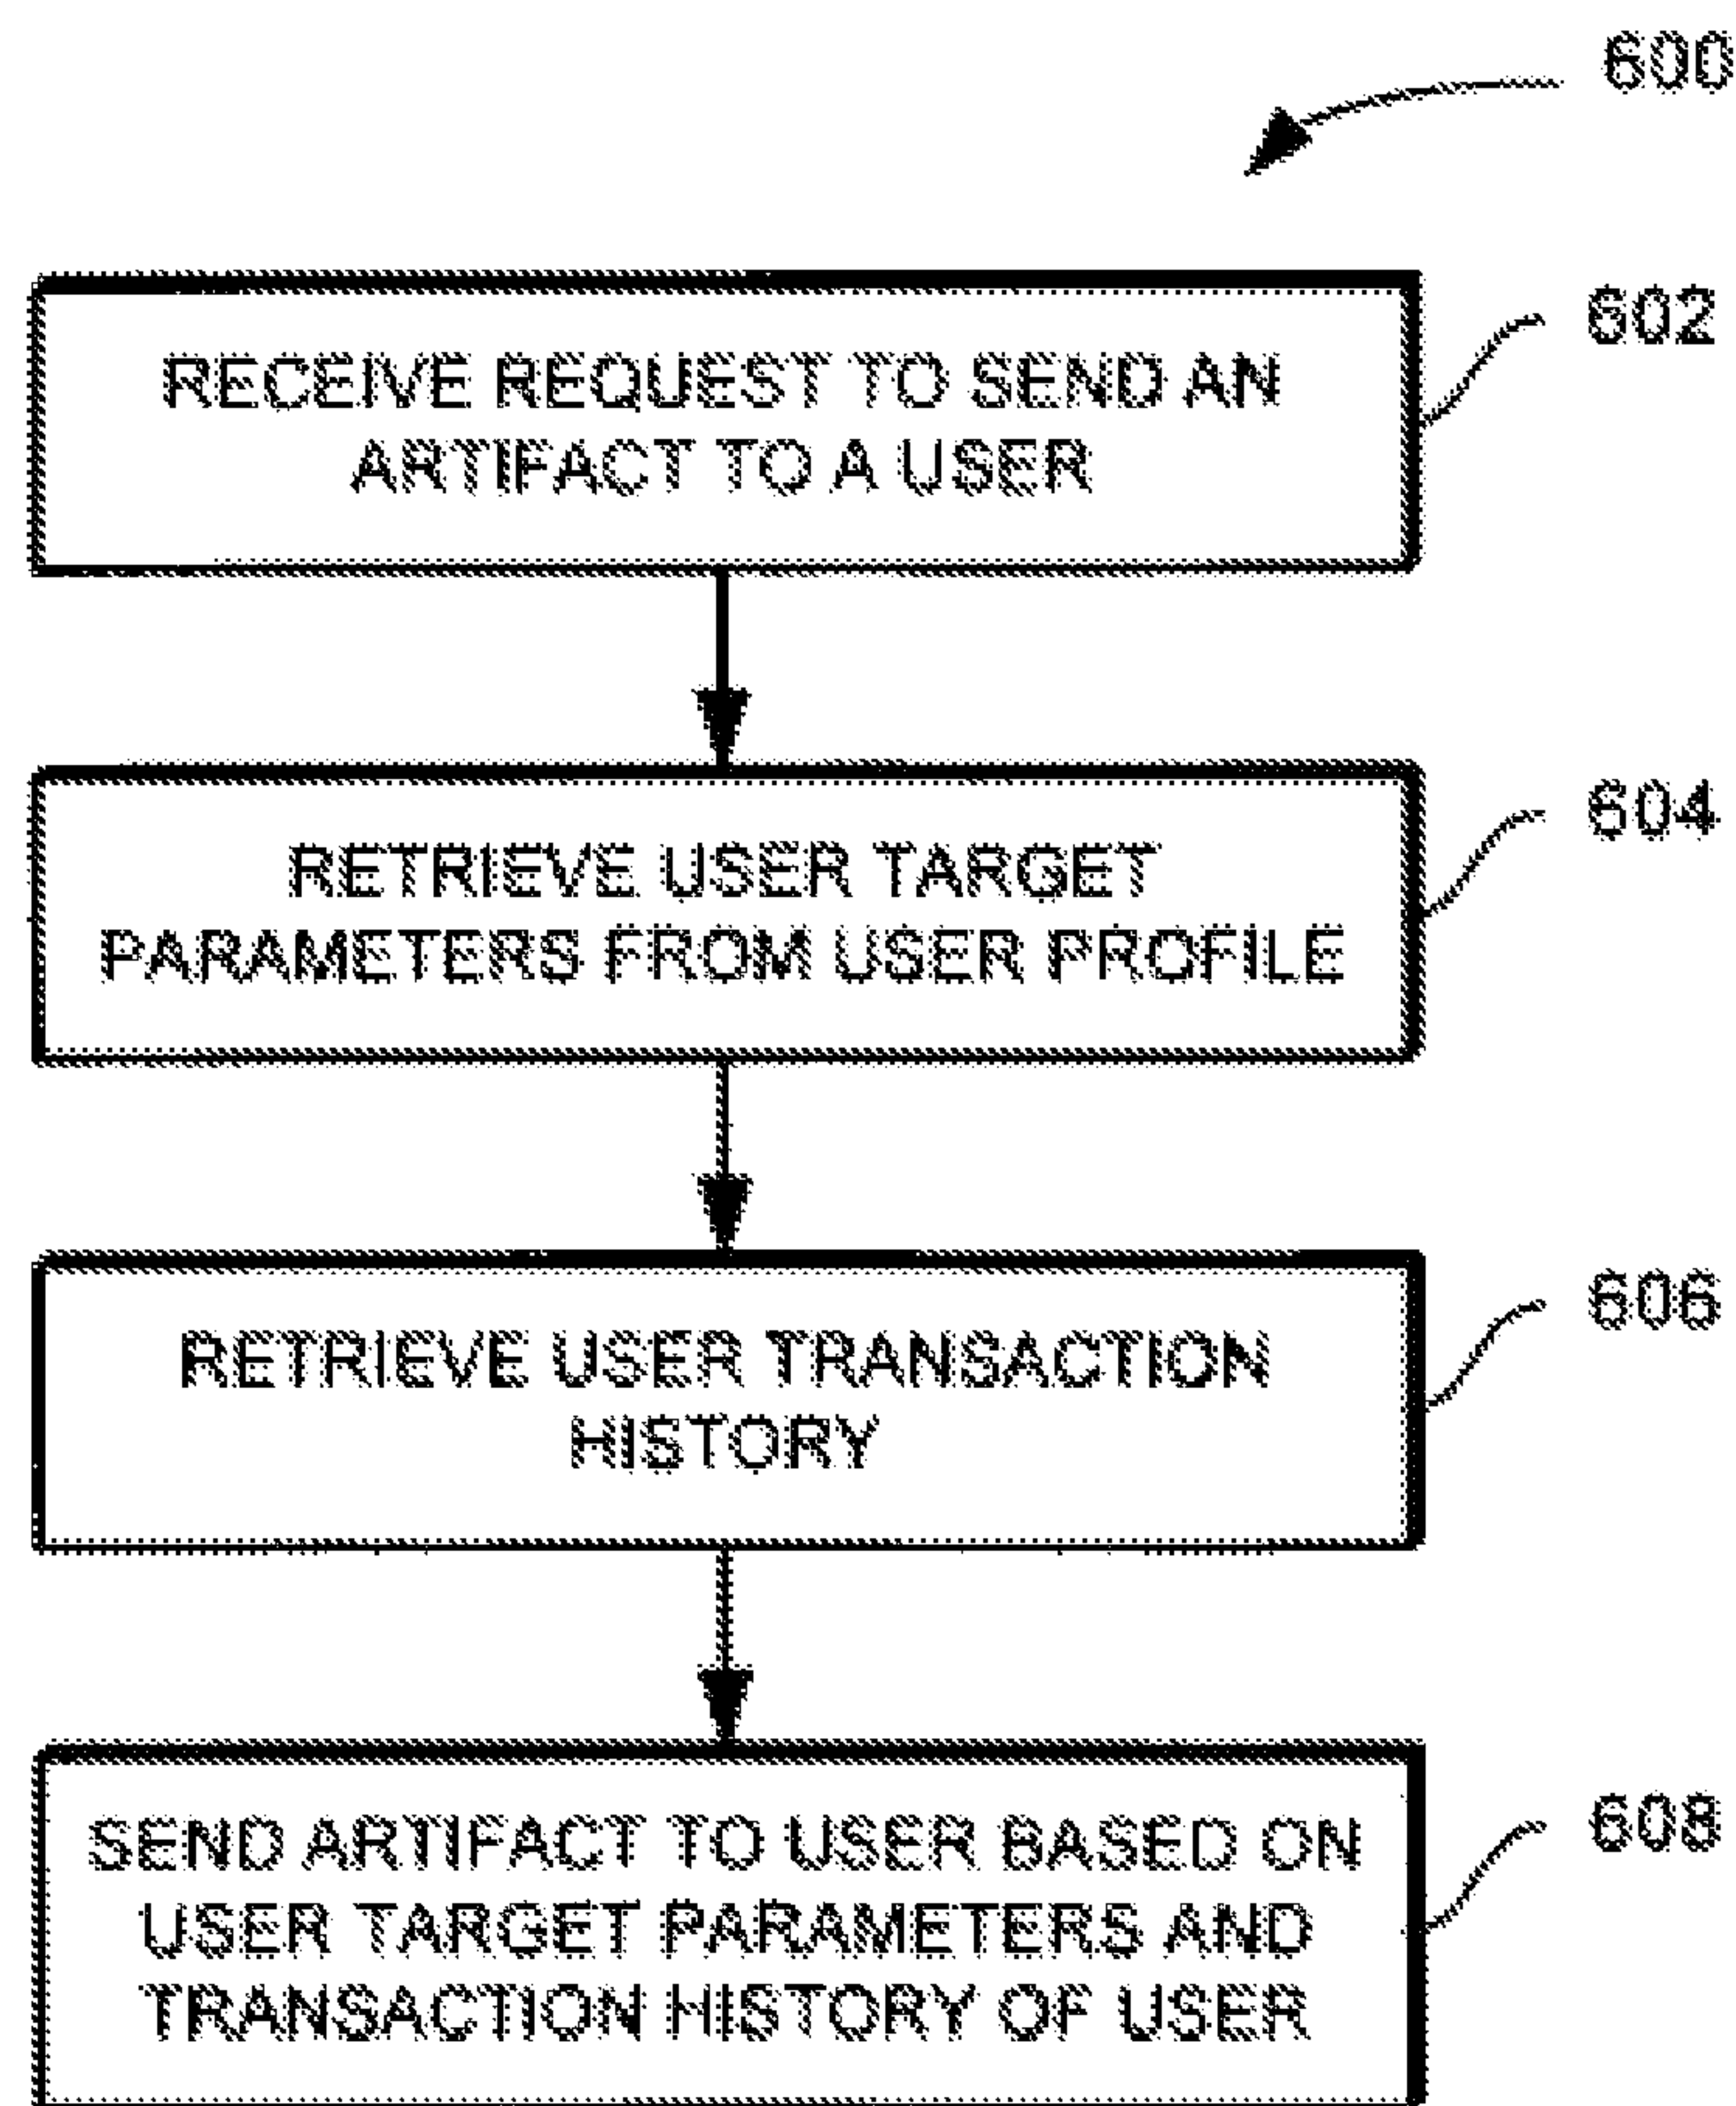 600
602
RECEIVE REQUEST TO SEND AN
ARTIFACT TO A USER
604
RETRIEVE USER TARGET
PARAMETERS FROM USER PROFILE
606
RETRIEVE USER TRANSACTION
HISTORY
608
SEND ARTIFACT TO USER BASED ON
USER TARGET PARAMETERS AND
TRANSACTION HISTORY OF USER